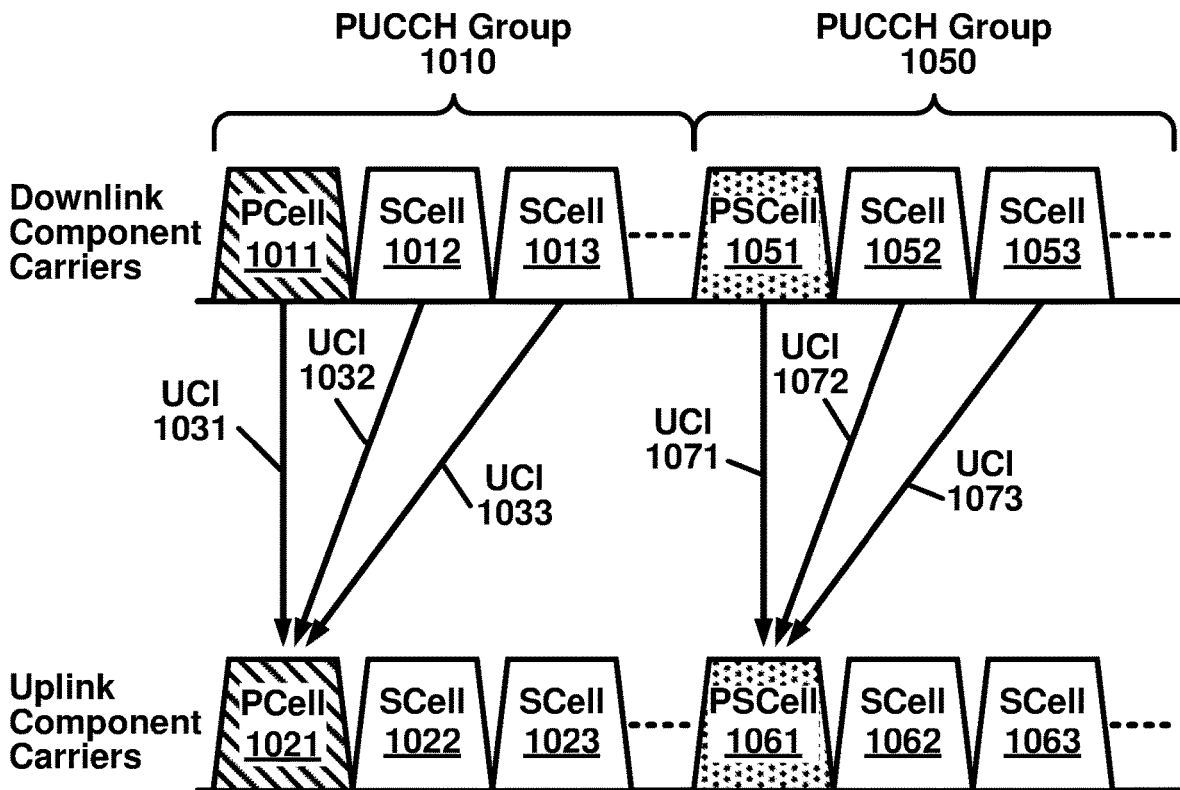 PUCCH Group
1010
PUCCH Group
1050
Downlink
Component
Carriers
PCell
1011
SCell
1012
SCell
1013
PSCell
1051
SCell
1052
SCell
1053
UCI
1031
UCI
1032
UCI
1033
UCI
1071
UCI
1072
UCI
1073
Uplink
Component
Carriers
PCell
1021
SCell
1022
SCell
1023
PSCell
1061
SCell
1062
SCell
1063